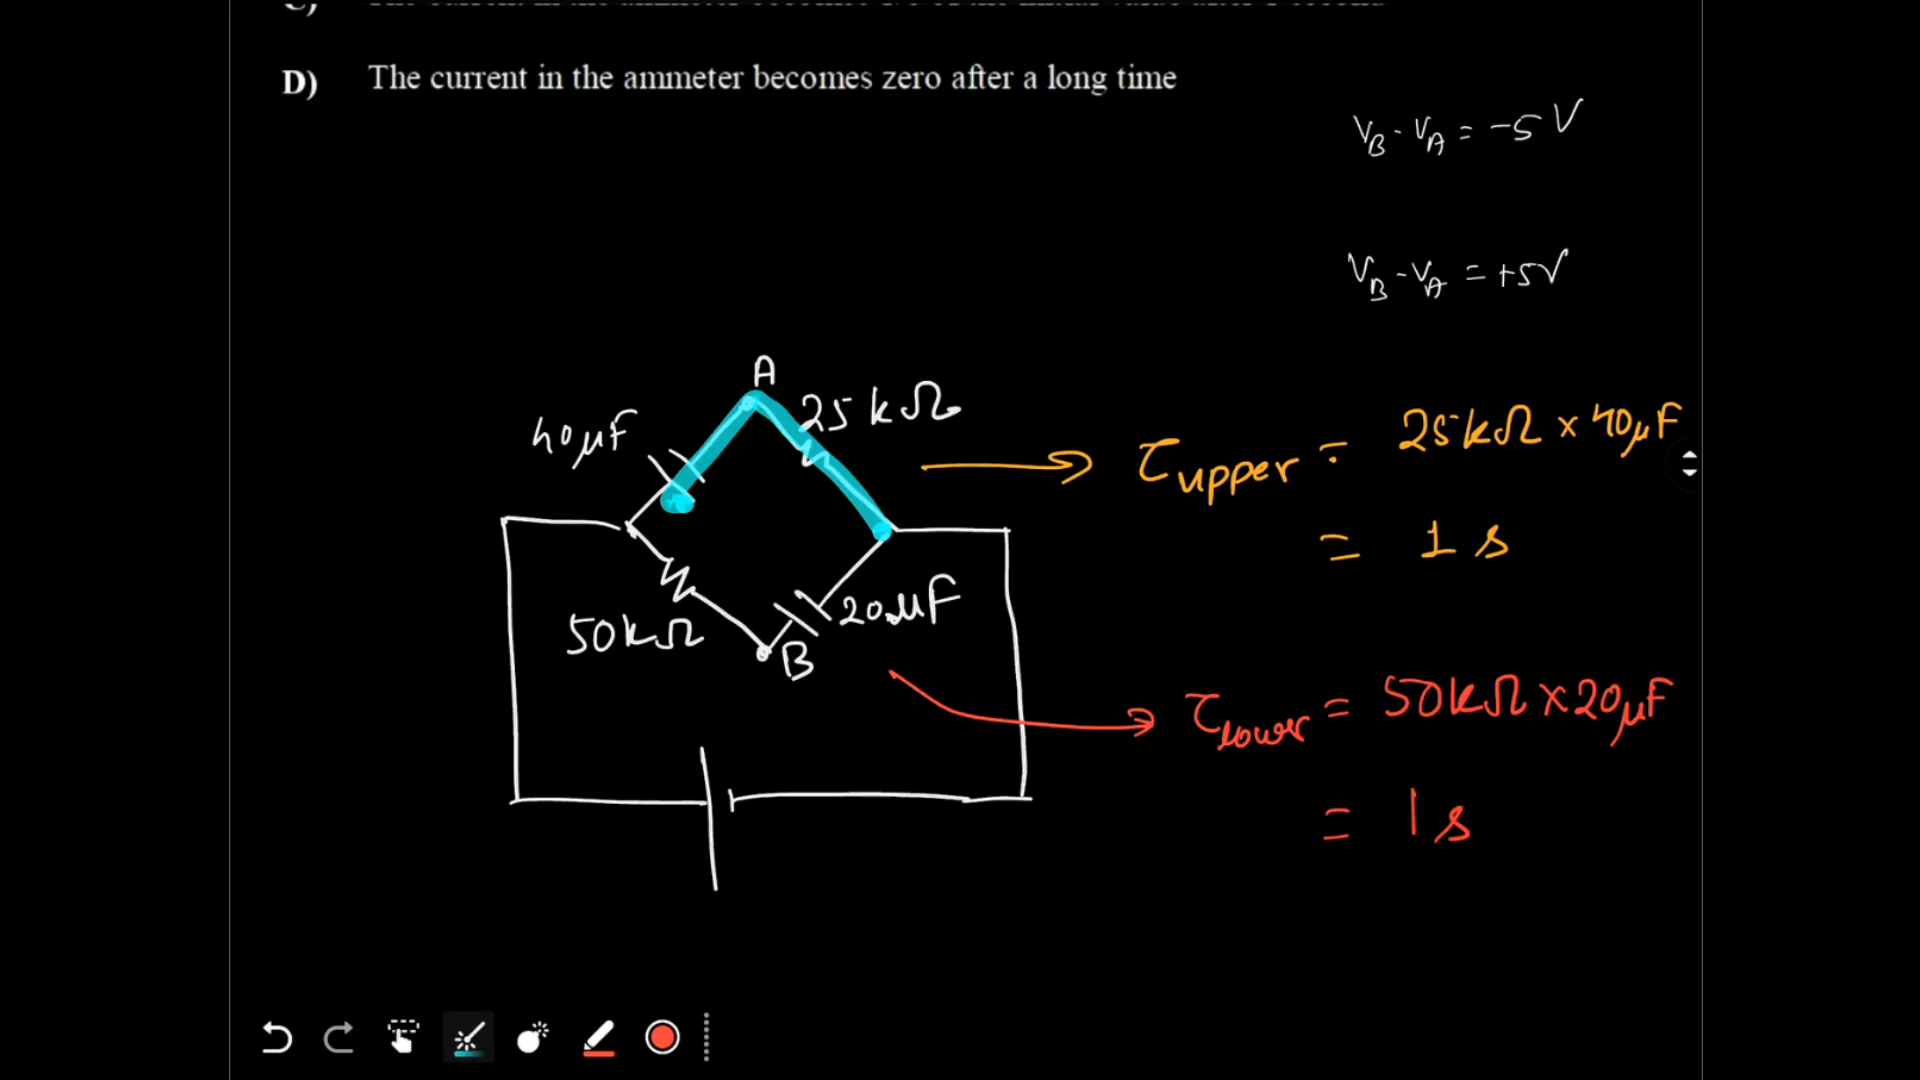 D) The current in the ammeter becomes zero after a long time
V_B - V_A = -5 V
V_B - V_A = +5V
A
40μF
25 kΩ
τ_upper = 25kΩ × 40μF
= 1 s
50kΩ
20μF
B
τ_lower = 50kΩ × 20μF
= 1 s